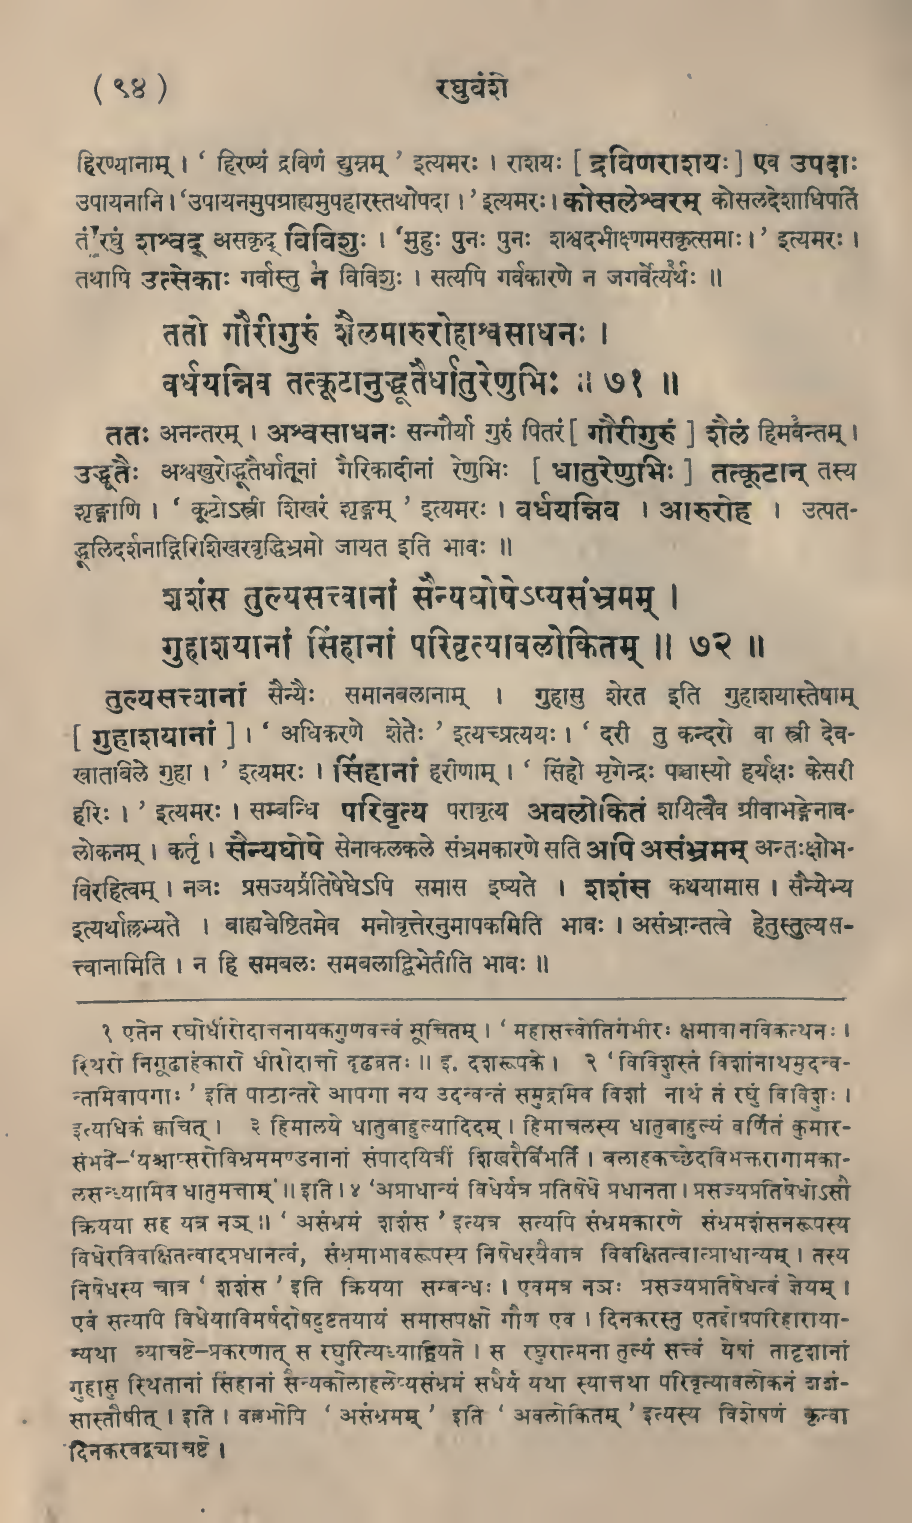 ( ९४ ) रघुवंशे
हिरण्यानाम् । ‘ हिरण्यं द्रविणं द्युम्नम् ’ इत्यमरः । राशयः [ द्रविणराशयः ] एव उपदाः
उपायनानि । ‘उपायनमुपग्राह्यमुपहारस्तथोपदा ।’ इत्यमरः । कोसलेश्वरम् कोसलदेशाधिपतिं
तं रघुं शश्वद् असकृद् विविशुः । ‘मुहुः पुनः पुनः शश्वदभीक्ष्णमसकृत्समाः ।’ इत्यमरः ।
तथापि उत्सेकाः गर्वास्तु न विविशुः । सत्यपि गर्वकारणे न जगर्वेत्यर्थः ॥
ततो गौरीगुरुं शैलमारुरोहाश्वसाधनः ।
वर्धयन्निव तत्कूटानुद्धूतैर्धातुरेणुभिः ॥ ७१ ॥
ततः अनन्तरम् । अश्वसाधनः सन्गौर्या गुरुं पितरं [ गौरीगुरुं ] शैलं हिमवन्तम् ।
उद्धूतैः अश्वखुरोद्धूतैर्धातूनां गैरिकादीनां रेणुभिः [ धातुरेणुभिः ] तत्कूटान् तस्य
शृङ्गाणि । ‘ कूटोऽस्त्री शिखरं शृङ्गम् ’ इत्यमरः । वर्धयन्निव । आरुरोह । उत्पत-
द्धूलिदर्शनाद्गिरिशिखरवृद्धिभ्रमो जायत इति भावः ॥
शशंस तुल्यसत्त्वानां सैन्यघोषेऽप्यसंभ्रमम् ।
गुहाशयानां सिंहानां परिवृत्यावलोकितम् ॥ ७२ ॥
तुल्यसत्त्वानां सैन्यैः समानबलानाम् । गुहासु शेरत इति गुहाशयास्तेषाम्
[ गुहाशयानां ] । ‘ अधिकरणे शेतेः ’ इत्यच्प्रत्ययः । ‘ दरी तु कन्दरो वा स्त्री देव-
खातबिले गुहा । ’ इत्यमरः । सिंहानां हरीणाम् । ‘ सिंहो मृगेन्द्रः पञ्चास्यो हर्यक्षः केसरी
हरिः । ’ इत्यमरः । सम्बन्धि परिवृत्य परावृत्य अवलोकितं शयित्वैव ग्रीवाभङ्गेनाव-
लोकनम् । कर्तृ । सैन्यघोषे सेनाकलकले संभ्रमकारणे सति अपि असंभ्रमम् अन्तःक्षोभ-
विरहित्वम् । नञः प्रसज्यप्रतिषेधेऽपि समास इष्यते । शशंस कथयामास । सैन्येभ्य
इत्यर्थाल्लभ्यते । बाह्यचेष्टितमेव मनोवृत्तेरनुमापकमिति भावः । असंभ्रान्तत्वे हेतुस्तुल्यस-
त्त्वानामिति । न हि समबलः समबलाद्बिभेतीति भावः ॥
१ एतेन रघोर्धीरोदात्तनायकगुणवत्त्वं सूचितम् । ‘ महासत्त्वोतिगंभीरः क्षमावानविकत्थनः ।
स्थिरो निगूढाहंकारो धीरोदात्तो दृढव्रतः ॥ इ. दशरूपके । २ ‘ विविशुस्तं विशांनाथमुदन्व-
न्तमिवापगाः ’ इति पाठान्तरे आपगा नद्य उदन्वन्तं समुद्रमिव विशां नाथं तं रघुं विविशुः ।
इत्यधिकं क्वचित् । ३ हिमालये धातुबाहुल्यादिदम् । हिमाचलस्य धातुबाहुल्यं वर्णितं कुमार-
संभवे–‘यश्चाप्सरोविभ्रममण्डनानां संपादयित्रीं शिखरैर्बिभर्ति । बलाहकच्छेदविभक्तरागामका-
लसन्ध्यामिव धातुमत्ताम्’ ॥ इति । ४ ‘अप्राधान्यं विधेर्यत्र प्रतिषेधे प्रधानता । प्रसज्यप्रतिषेधोऽसौ
क्रियया सह यत्र नञ् ॥ ‘ असंभ्रमं शशंस ’ इत्यत्र सत्यपि संभ्रमकारणे संभ्रमशंसनरूपस्य
विधेरविवक्षितत्वादप्रधानत्वं, संभ्रमाभावरूपस्य निषेधस्यैवात्र विवक्षितत्वात्प्राधान्यम् । तस्य
निषेधस्य चात्र ‘ शशंस ’ इति क्रियया सम्बन्धः । एवमत्र नञः प्रसज्यप्रतिषेधत्वं ज्ञेयम् ।
एवं सत्यपि विधेयाविमर्षदोषदुष्टतयायं समासपक्षो गौण एव । दिनकरस्तु एतद्दोषपरिहाराया-
न्यथा व्याचष्टे–प्रकरणात् स रघुरित्यध्याह्रियते । स रघुरात्मना तुल्यं सत्त्वं येषां तादृशानां
गुहासु स्थितानां सिंहानां सैन्यकोलाहलेप्यसंभ्रमं सधैर्यं यथा स्यात्तथा परिवृत्यावलोकनं शशं-
सास्तौषीत् । इति । वल्लभोपि ‘ असंभ्रमम् ’ इति ‘ अवलोकितम् ’ इत्यस्य विशेषणं कृत्वा
दिनकरवद्व्याचष्टे ।